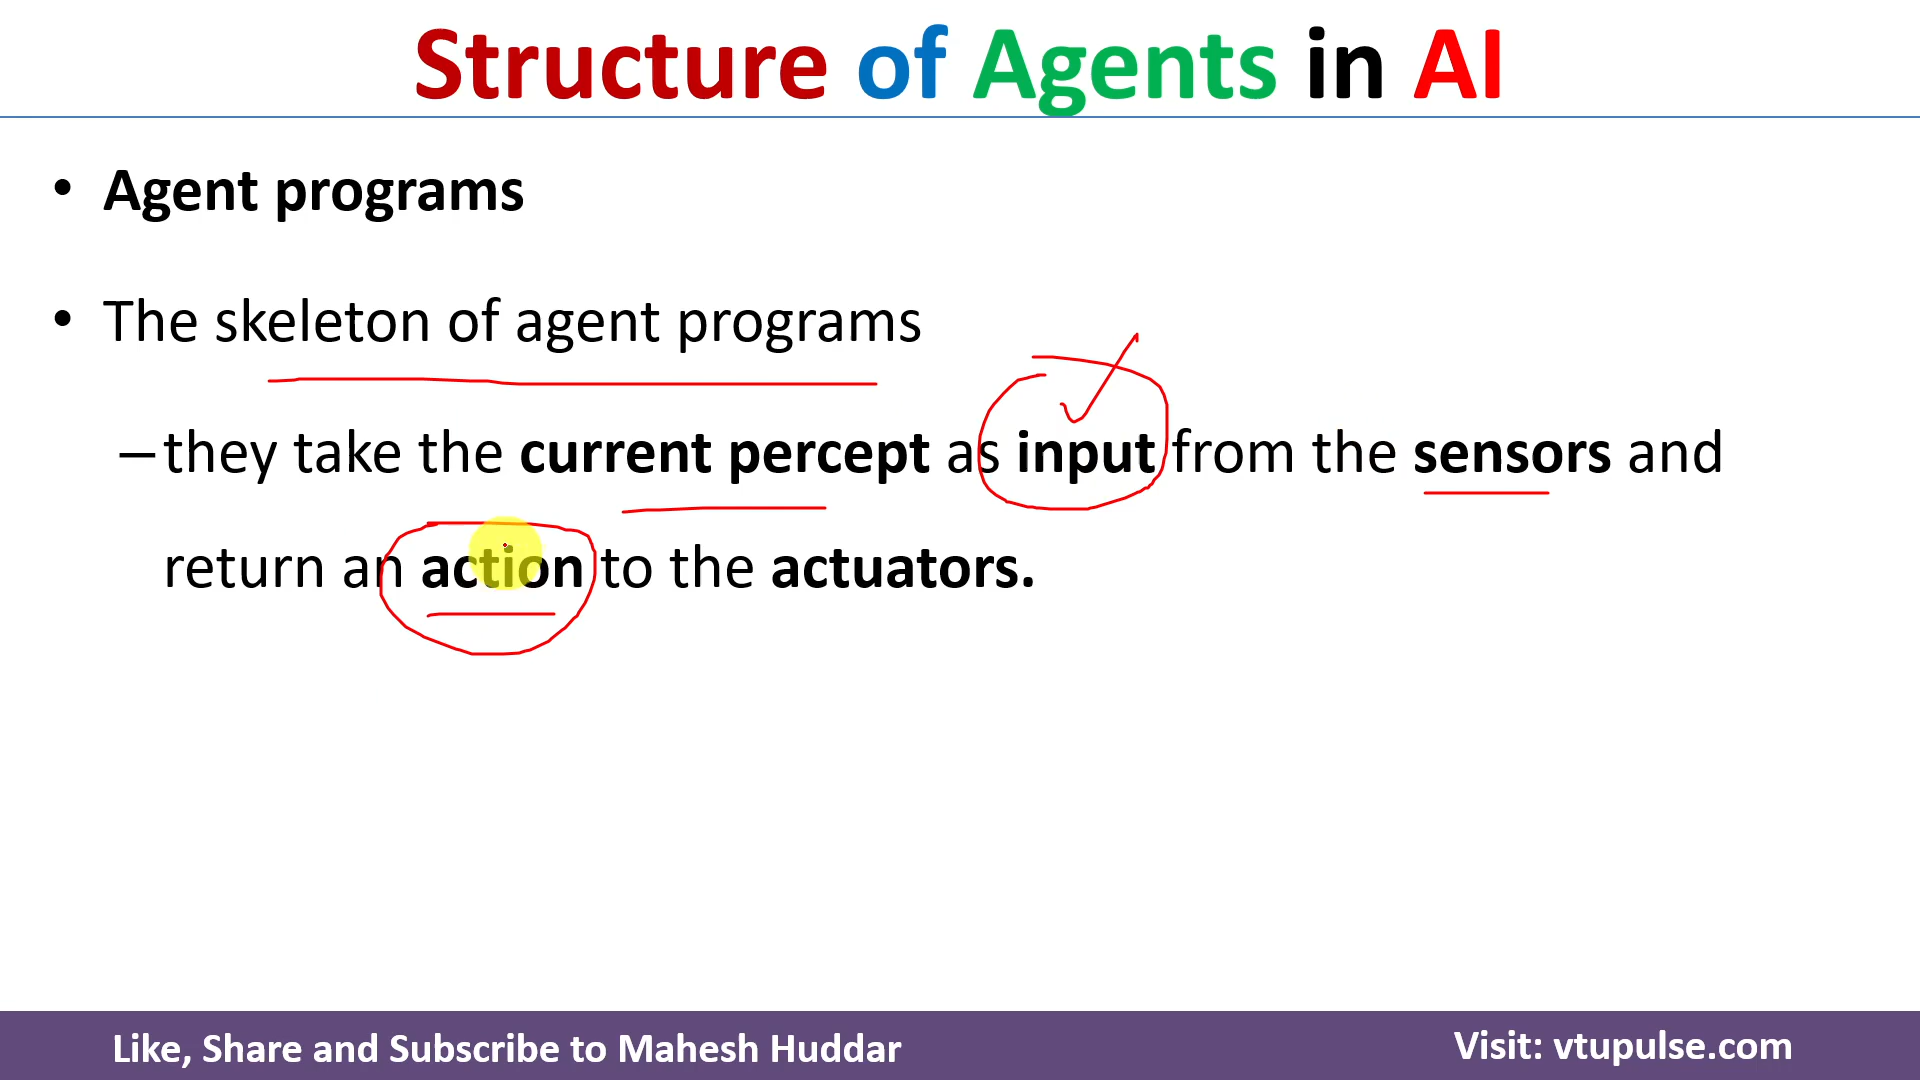 Structure of Agents in AI
• Agent programs
• The skeleton of agent programs
– they take the current percept as input from the sensors and
return an action to the actuators.
Like, Share and Subscribe to Mahesh Huddar
Visit: vtupulse.com